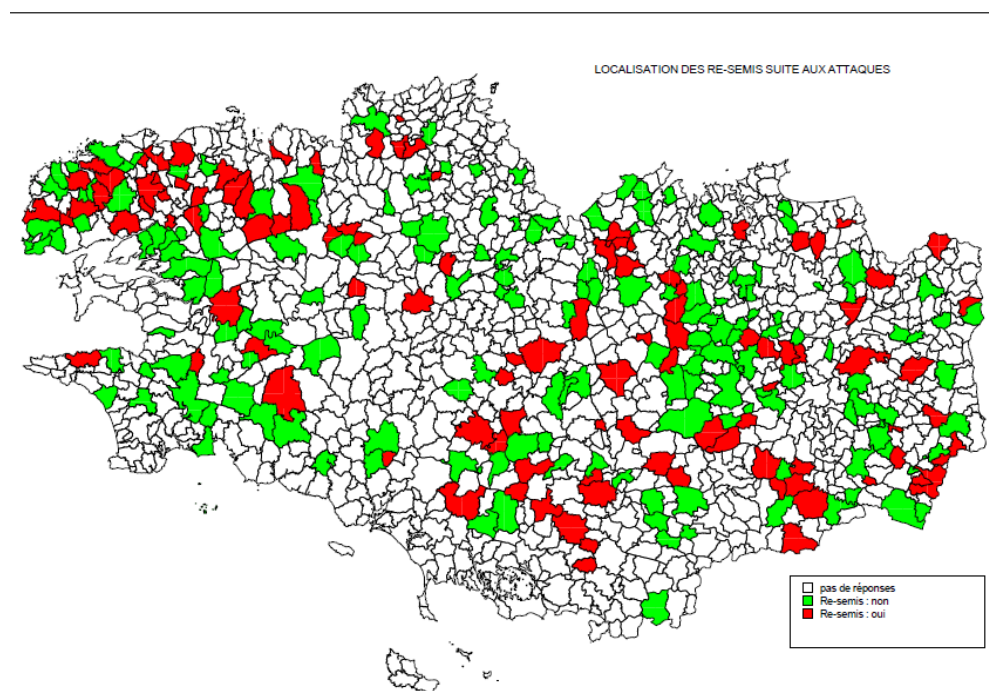 LOCALISATION DES RE-SEMIS SUITE AUX ATTAQUES
pas de réponses
Re-semis : non
Re-semis : oui